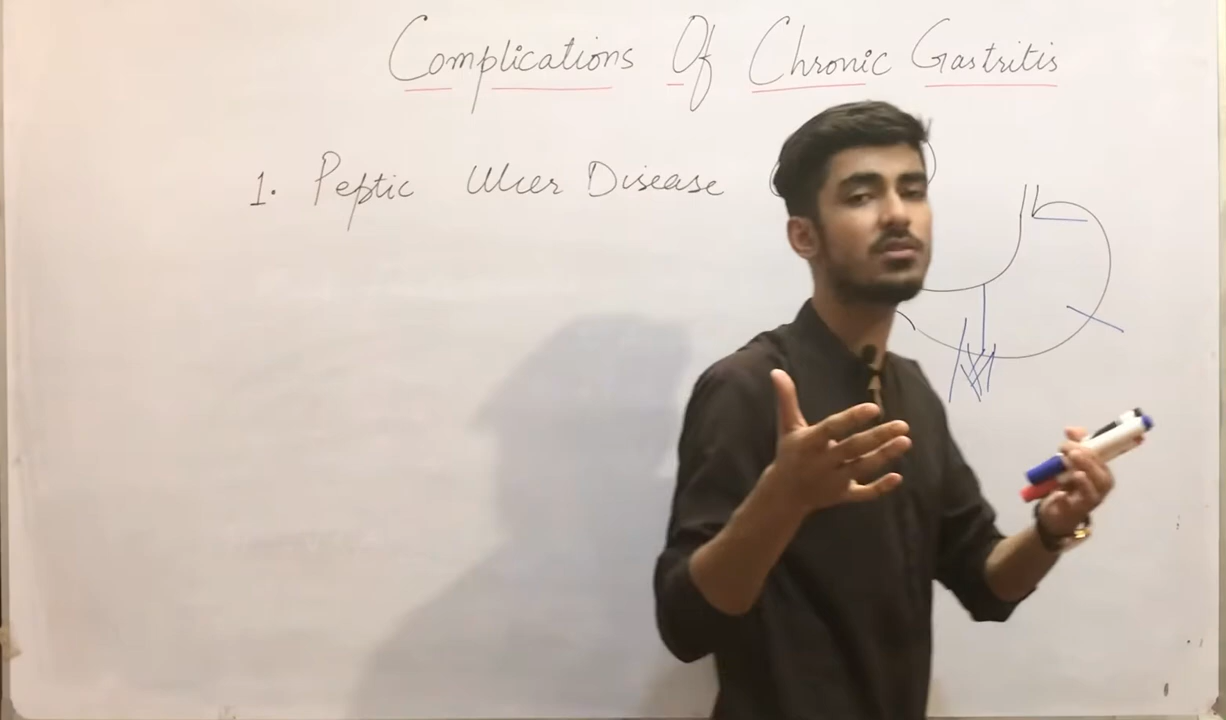 Complications Of Chronic Gastritis
1. Peptic Ulcer Disease